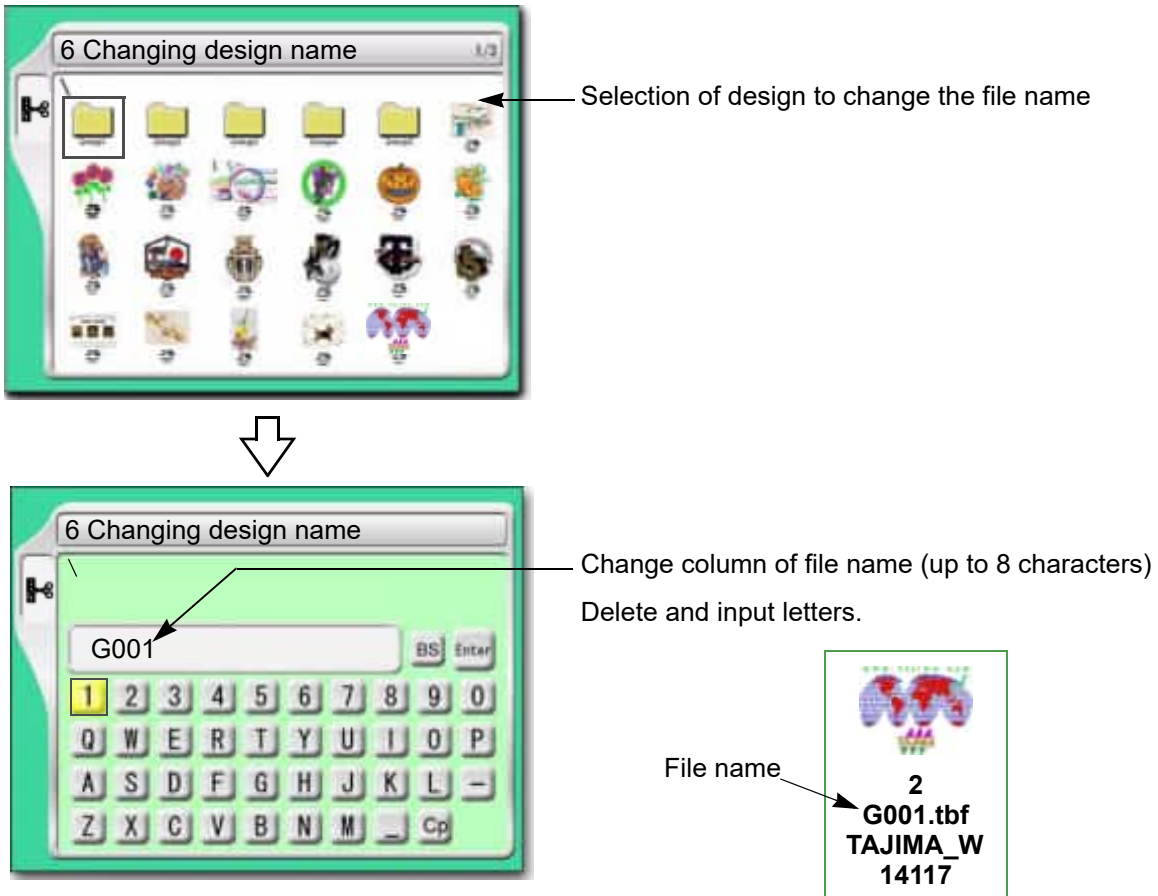 6 Changing design name
1/3
Selection of design to change the file name
6 Changing design name
\
Change column of file name (up to 8 characters)
Delete and input letters.
G001
BS Enter
1 2 3 4 5 6 7 8 9 0
Q W E R T Y U I O P
A S D F G H J K L –
Z X C V B N M _ Cp
File name
2
G001.tbf
TAJIMA_W
14117